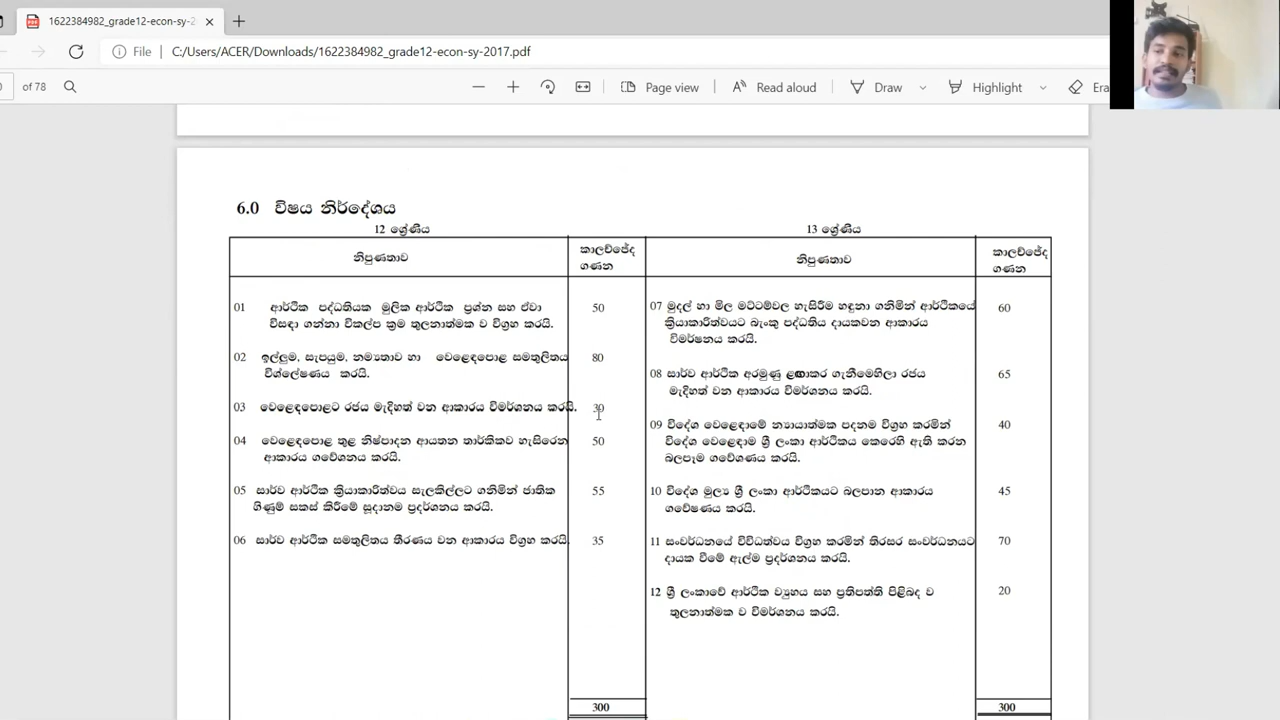 1622384982_grade12-econ-sy-2
File
C:/Users/ACER/Downloads/1622384982_grade12-econ-sy-2017.pdf
of 78
Page view
Read aloud
Draw
Highlight
Era
6.0 විෂය නිර්දේශය
12 ශ්‍රේණිය
නිපුණතාව
කාලච්ඡේද
ගණන
01 ආර්ථික පද්ධතියක මූලික ආර්ථික ප්‍රශ්න සහ ඒවා 50
විසඳා ගන්නා විකල්ප ක්‍රම තුලනාත්මක ව විග්‍රහ කරයි.
02 ඉල්ලුම, සැපයුම, නම්‍යතාව හා වෙළෙඳපොළ සමතුලිතය 80
විශ්ලේෂණය කරයි.
03 වෙළෙඳපොළට රජය මැදිහත් වන ආකාරය විමර්ශනය කරයි. 30
04 වෙළෙඳපොළ තුළ නිෂ්පාදන ආයතන තාර්කිකව හැසිරෙන 50
ආකාරය ගවේශනය කරයි.
05 සාර්ව ආර්ථික ක්‍රියාකාරිත්වය සැලකිල්ලට ගනිමින් ජාතික 55
ගිණුම් සකස් කිරීමේ සූදානම ප්‍රදර්ශනය කරයි.
06 සාර්ව ආර්ථික සමතුලිතය තීරණය වන ආකාරය විග්‍රහ කරයි. 35
300
13 ශ්‍රේණිය
නිපුණතාව
කාලච්ඡේද
ගණන
07 මුදල් හා මිල මට්ටම්වල හැසිරීම හඳුනා ගනිමින් ආර්ථිකයේ 60
ක්‍රියාකාරිත්වයට බැංකු පද්ධතිය දායකවන ආකාරය
විමර්ෂනය කරයි.
08 සාර්ව ආර්ථික අරමුණු ළඟාකර ගැනීමෙහිලා රජය 65
මැදිහත් වන ආකාරය විමර්ශනය කරයි.
09 විදේශ වෙළෙඳාමේ න්‍යායාත්මක පදනම විග්‍රහ කරමින් 40
විදේශ වෙළෙඳාම ශ්‍රී ලංකා ආර්ථිකය කෙරෙහි ඇති කරන
බලපෑම ගවේශණය කරයි.
10 විදේශ මූල්‍ය ශ්‍රී ලංකා ආර්ථිකයට බලපාන ආකාරය 45
ගවේෂණය කරයි.
11 සංවර්ධනයේ විවිධත්වය විග්‍රහ කරමින් තිරසර සංවර්ධනයට 70
දායක වීමේ ඇල්ම ප්‍රදර්ශනය කරයි.
12 ශ්‍රී ලංකාවේ ආර්ථික ව්‍යුහය සහ ප්‍රතිපත්ති පිළිබඳ ව 20
තුලනාත්මක ව විමර්ශනය කරයි.
300